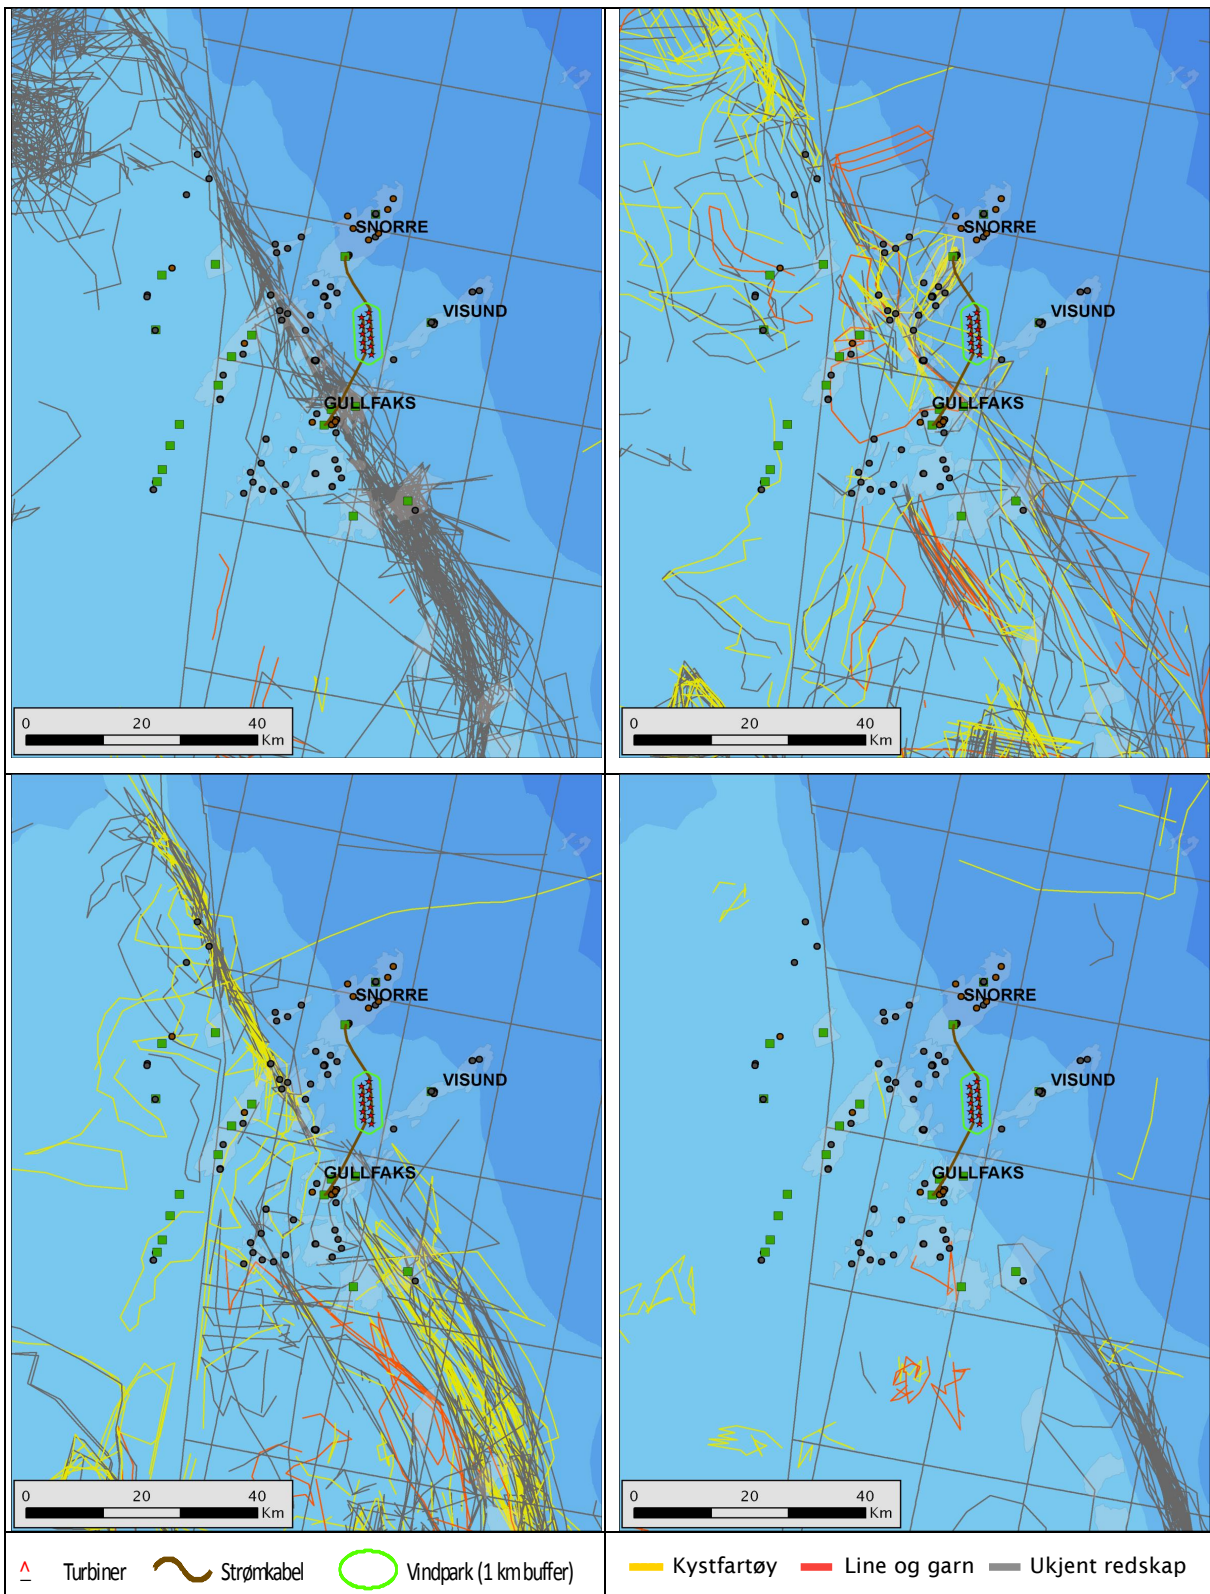 SNORRE
VISUND
GULLFAKS
0 20 40
Km
SNORRE
VISUND
GULLFAKS
0 20 40
Km
SNORRE
VISUND
GULLFAKS
0 20 40
Km
SNORRE
VISUND
GULLFAKS
0 20 40
Km
Turbiner Strømkabel Vindpark (1 km buffer) Kystfartøy Line og garn Ukjent redskap